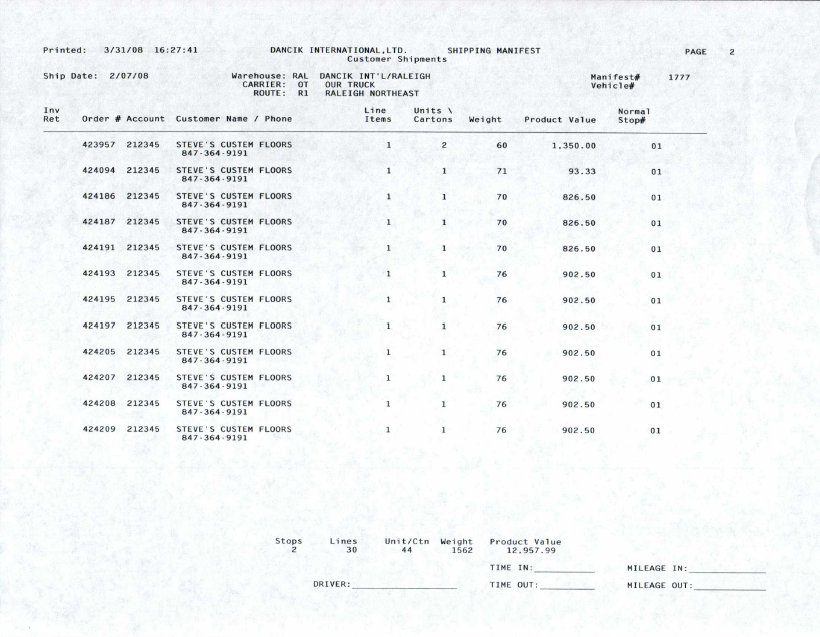 Printed: 3/31/08 16:27:41 DANCIK INTERNATIONAL,LTD. SHIPPING MANIFEST PAGE 2
Customer Shipments
Ship Date: 2/07/08 Warehouse: RAL DANCIK INT'L/RALEIGH Manifest# 1777
CARRIER: OT OUR TRUCK Vehicle#
ROUTE: R1 RALEIGH NORTHEAST
Inv Line Units \ Normal
Ret Order # Account Customer Name / Phone Items Cartons Weight Product Value Stop#
423957 212345 STEVE'S CUSTEM FLOORS 1 2 60 1,350.00 01
847-364-9191
424094 212345 STEVE'S CUSTEM FLOORS 1 1 71 93.33 01
847-364-9191
424186 212345 STEVE'S CUSTEM FLOORS 1 1 70 826.50 01
847-364-9191
424187 212345 STEVE'S CUSTEM FLOORS 1 1 70 826.50 01
847-364-9191
424191 212345 STEVE'S CUSTEM FLOORS 1 1 70 826.50 01
847-364-9191
424193 212345 STEVE'S CUSTEM FLOORS 1 1 76 902.50 01
847-364-9191
424195 212345 STEVE'S CUSTEM FLOORS 1 1 76 902.50 01
847-364-9191
424197 212345 STEVE'S CUSTEM FLOORS 1 1 76 902.50 01
847-364-9191
424205 212345 STEVE'S CUSTEM FLOORS 1 1 76 902.50 01
847-364-9191
424207 212345 STEVE'S CUSTEM FLOORS 1 1 76 902.50 01
847-364-9191
424208 212345 STEVE'S CUSTEM FLOORS 1 1 76 902.50 01
847-364-9191
424209 212345 STEVE'S CUSTEM FLOORS 1 1 76 902.50 01
847-364-9191
Stops Lines Unit/Ctn Weight Product Value
2 30 44 1562 12,957.99
TIME IN: MILEAGE IN:
DRIVER: TIME OUT: MILEAGE OUT: